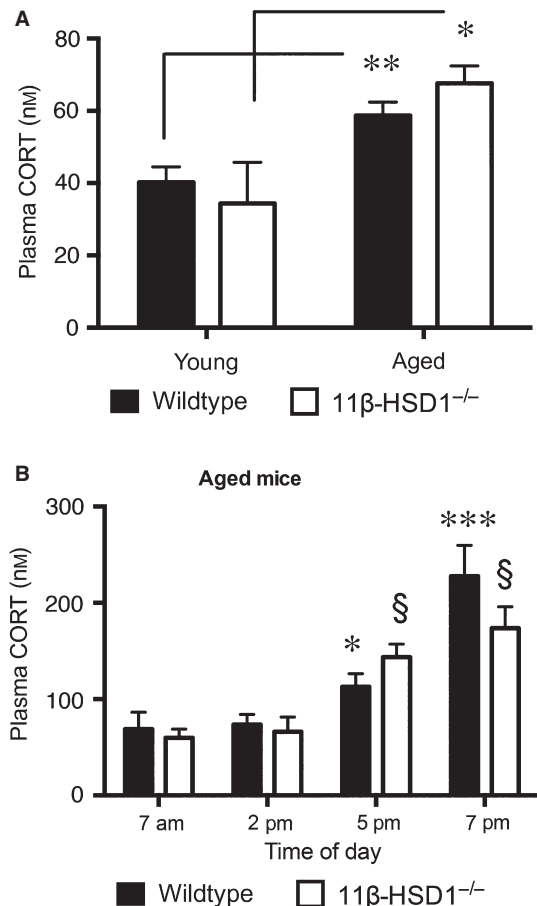 A
80
60
40
20
0
Plasma CORT (nM)
** *
Young Aged
Wildtype 11β-HSD1−/−
B
Aged mice
300
200
100
0
Plasma CORT (nM)
* § *** §
7 am 2 pm 5 pm 7 pm
Time of day
Wildtype 11β-HSD1−/−